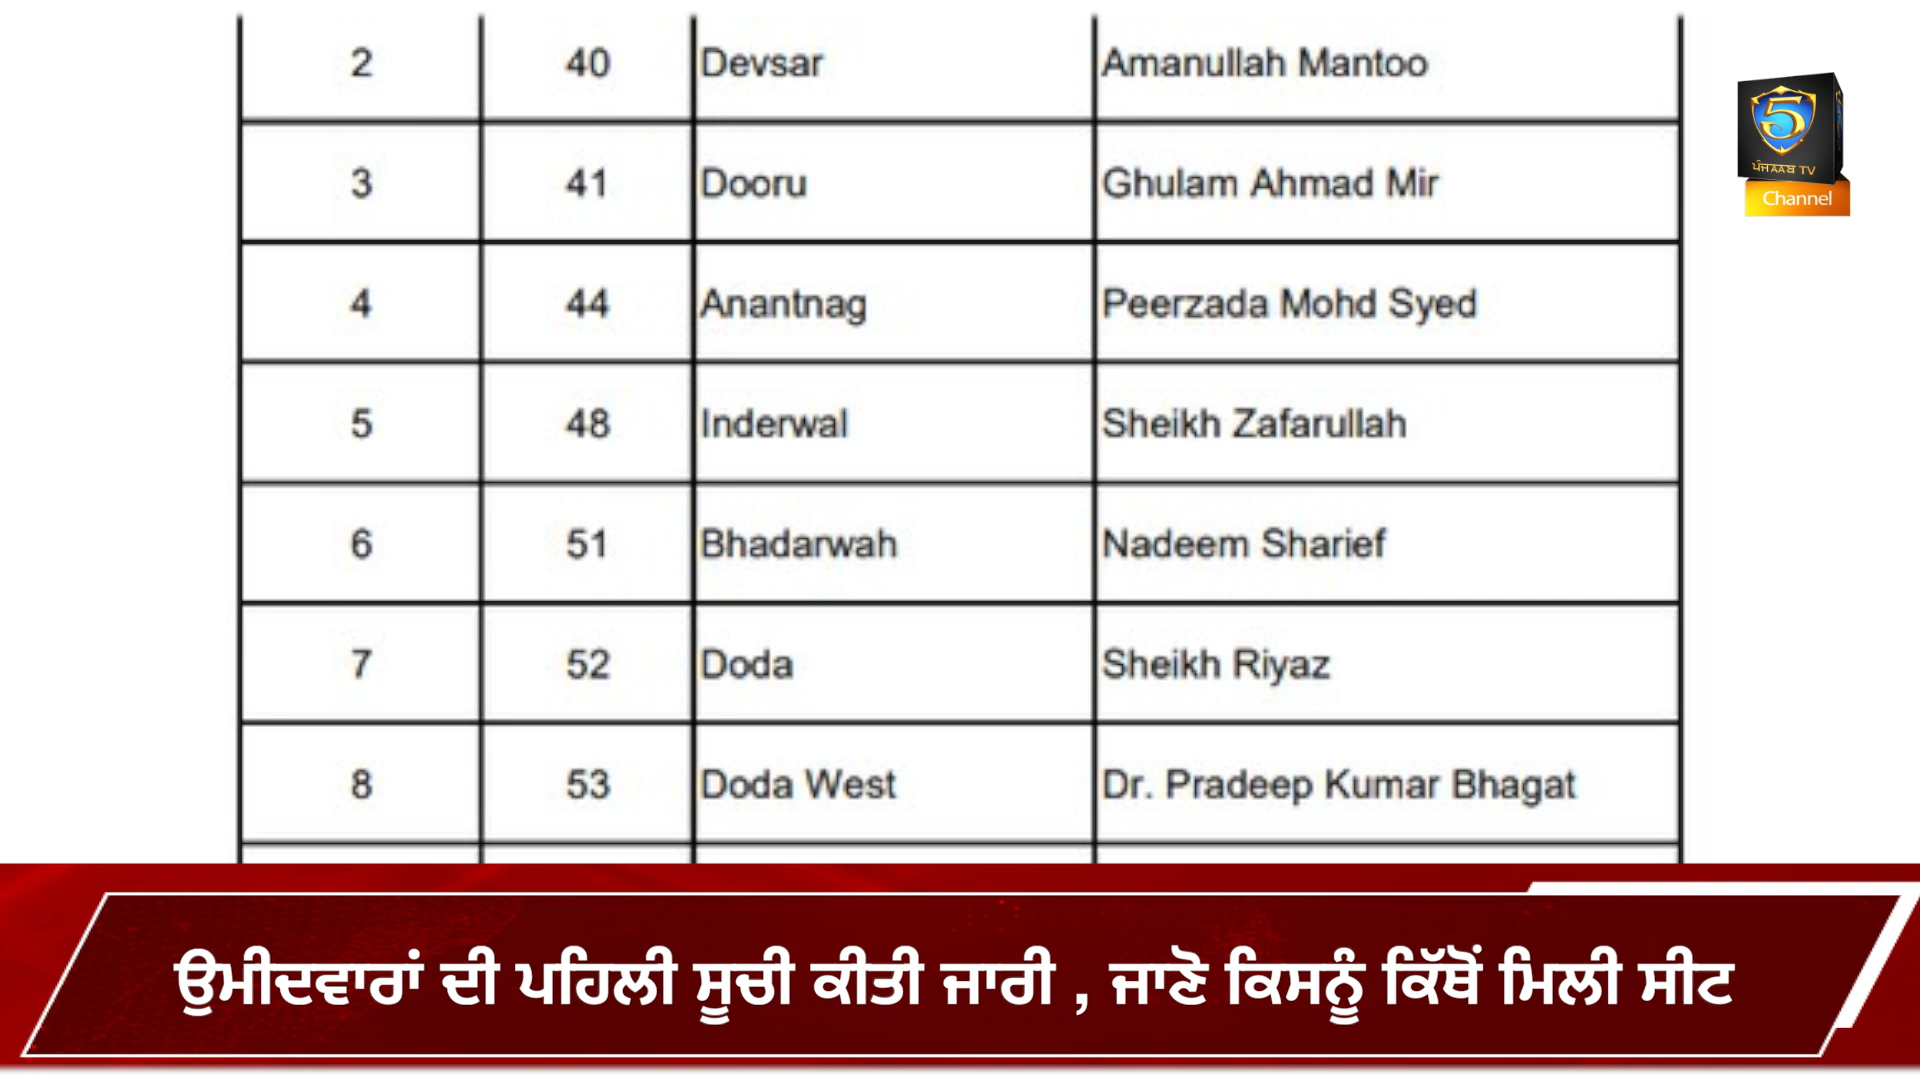 2 40 Devsar Amanullah Mantoo
3 41 Dooru Ghulam Ahmad Mir
4 44 Anantnag Peerzada Mohd Syed
5 48 Inderwal Sheikh Zafarullah
6 51 Bhadarwah Nadeem Sharief
7 52 Doda Sheikh Riyaz
8 53 Doda West Dr. Pradeep Kumar Bhagat
5
ਪੰਜAAਬ TV
Channel
ਉਮੀਦਵਾਰਾਂ ਦੀ ਪਹਿਲੀ ਸੂਚੀ ਕੀਤੀ ਜਾਰੀ , ਜਾਣੋ ਕਿਸਨੂੰ ਕਿੱਥੋਂ ਮਿਲੀ ਸੀਟ